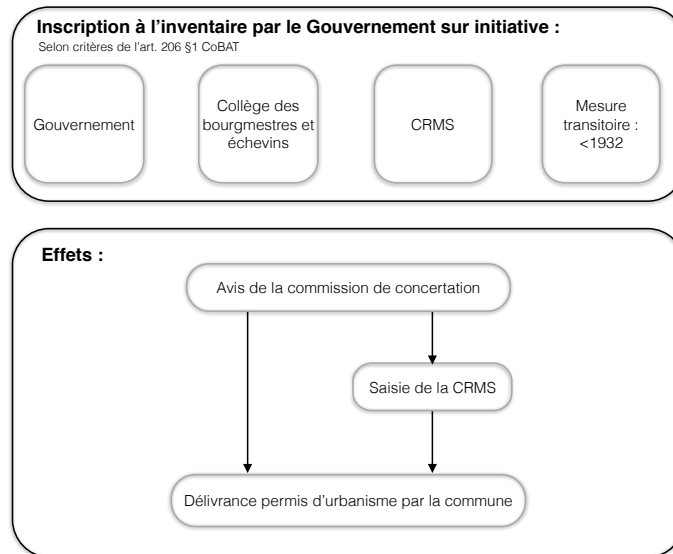 Inscription à l'inventaire par le Gouvernement sur initiative :
Selon critères de l'art. 206 §1 CoBAT
Gouvernement
Collège des
bourgmestres et
échevins
CRMS
Mesure
transitoire :
<1932
Effets :
Avis de la commission de concertation
Saisie de la CRMS
Délivrance permis d'urbanisme par la commune